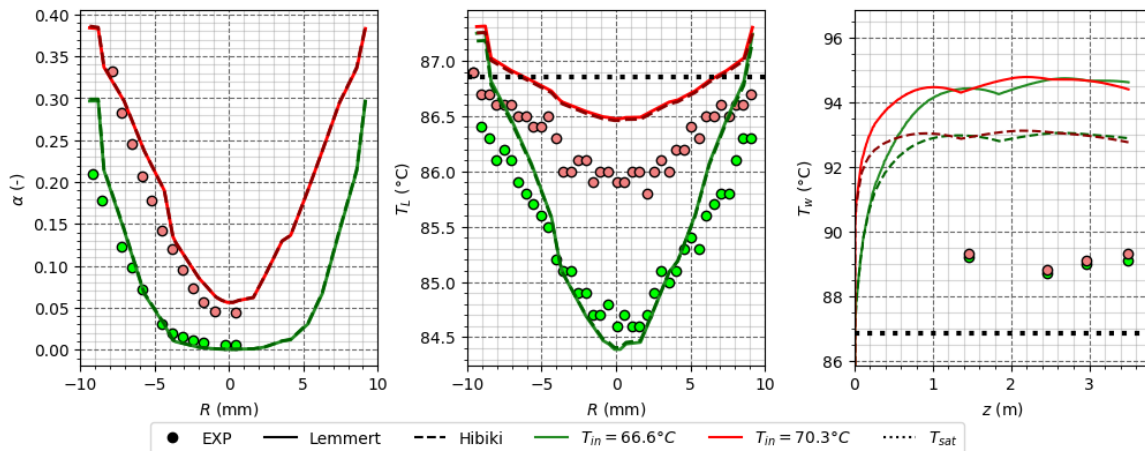 0.40
0.35
0.30
0.25
0.20
0.15
0.10
0.05
0.00
α (-)
−10 −5 0 5 10
R (mm)
87.0
86.5
86.0
85.5
85.0
84.5
T_L (°C)
−10 −5 0 5 10
R (mm)
96
94
92
90
88
86
T_w (°C)
0 1 2 3
z (m)
EXP Lemmert Hibiki T_in = 66.6°C T_in = 70.3°C T_sat